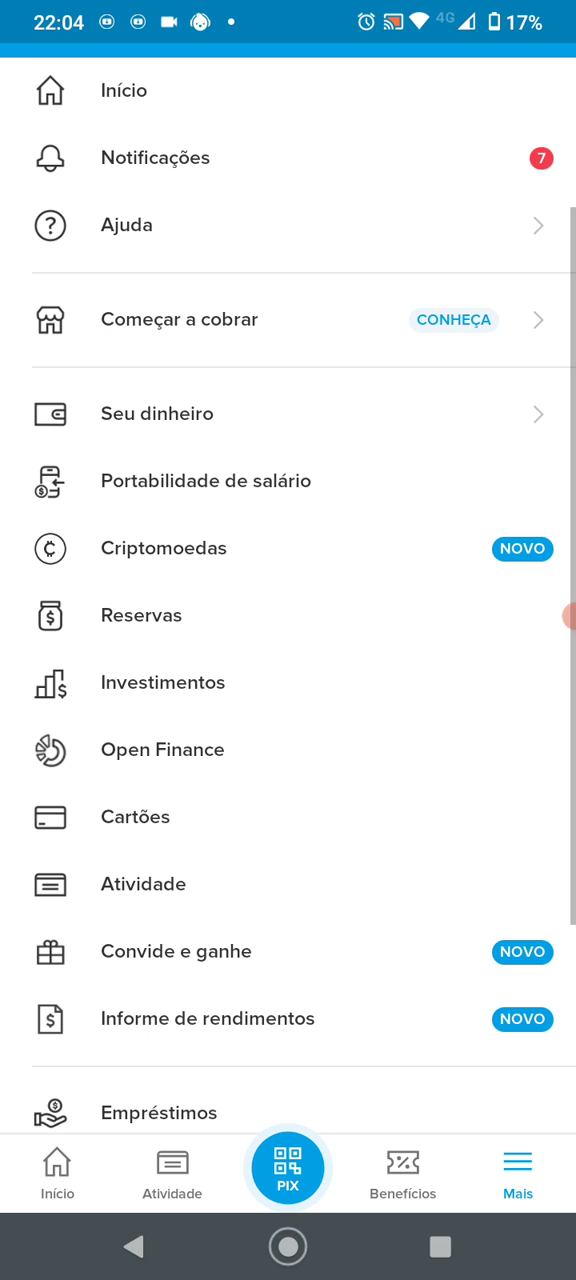 22:04
4G
17%
Início
Notificações
7
Ajuda
Começar a cobrar
CONHEÇA
Seu dinheiro
Portabilidade de salário
Criptomoedas
NOVO
Reservas
Investimentos
Open Finance
Cartões
Atividade
Convide e ganhe
NOVO
Informe de rendimentos
NOVO
Empréstimos
Início
Atividade
PIX
Benefícios
Mais